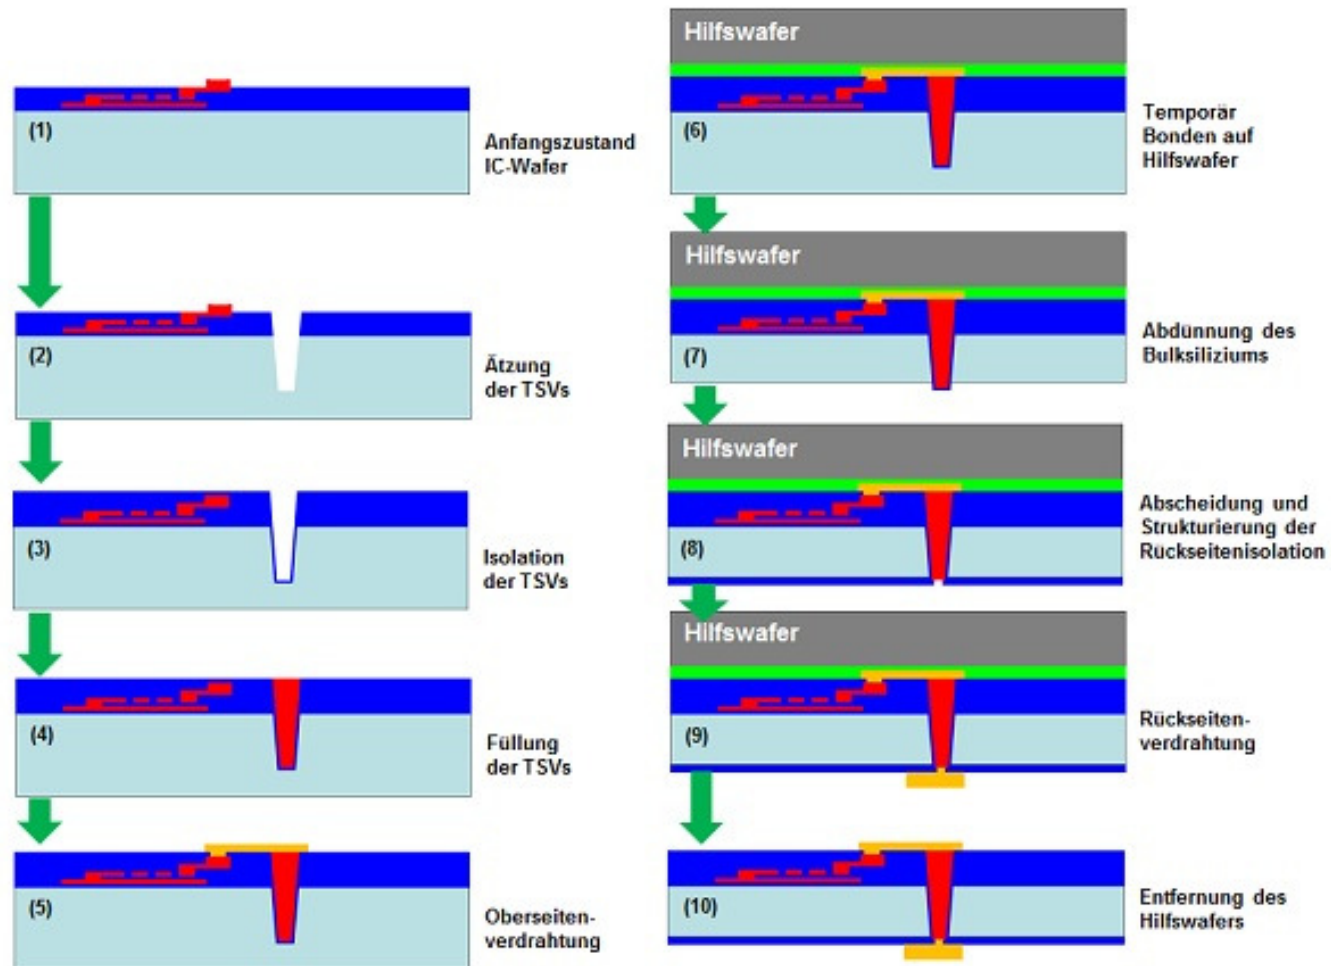 (1)
Anfangszustand
IC-Wafer
(2)
Ätzung
der TSVs
(3)
Isolation
der TSVs
(4)
Füllung
der TSVs
(5)
Oberseiten-
verdrahtung
Hilfswafer
(6)
Temporär
Bonden auf
Hilfswafer
Hilfswafer
(7)
Abdünnung des
Bulksiliziums
Hilfswafer
(8)
Abscheidung und
Strukturierung der
Rückseitenisolation
Hilfswafer
(9)
Rückseiten-
verdrahtung
(10)
Entfernung des
Hilfswafers